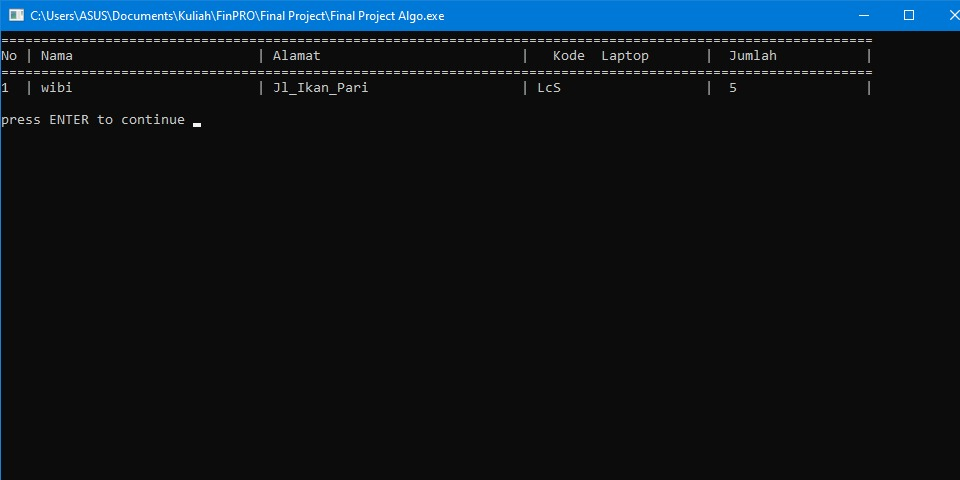 C:\Users\ASUS\Documents\Kuliah\FinPRO\Final Project\Final Project Algo.exe
=============================================================================================================
No | Nama                       | Alamat                         |   Kode  Laptop       |  Jumlah           |
=============================================================================================================
1  | wibi                       | Jl_Ikan_Pari                   | LcS                  |  5                |
press ENTER to continue